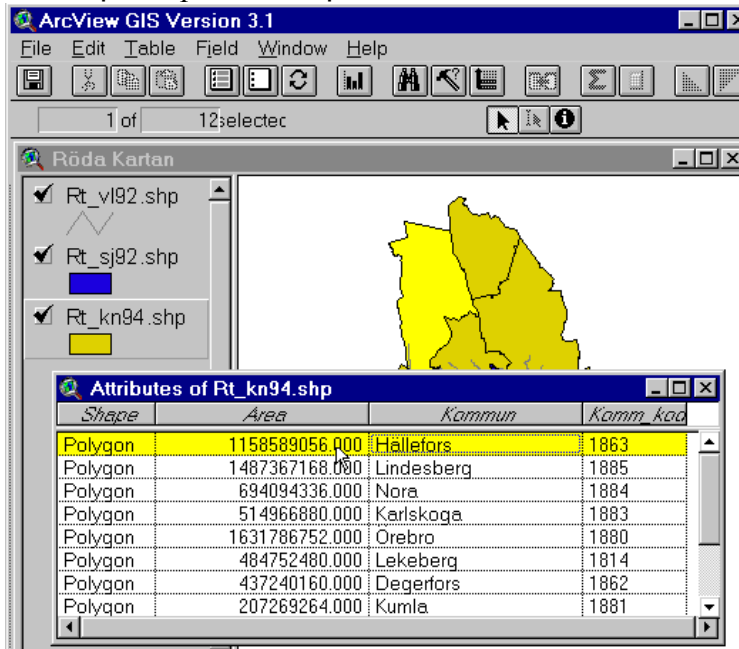 ArcView GIS Version 3.1
File Edit Table Field Window Help
1 of 12 selectec
Röda Kartan
Rt_vl92.shp
Rt_sj92.shp
Rt_kn94.shp
Attributes of Rt_kn94.shp
Shape Area Kommun Komm_kod
Polygon 1158589056.000 Hällefors 1863
Polygon 1487367168.000 Lindesberg 1885
Polygon 694094336.000 Nora 1884
Polygon 514966880.000 Karlskoga 1883
Polygon 1631786752.000 Örebro 1880
Polygon 484752480.000 Lekeberg 1814
Polygon 437240160.000 Degerfors 1862
Polygon 207269264.000 Kumla 1881